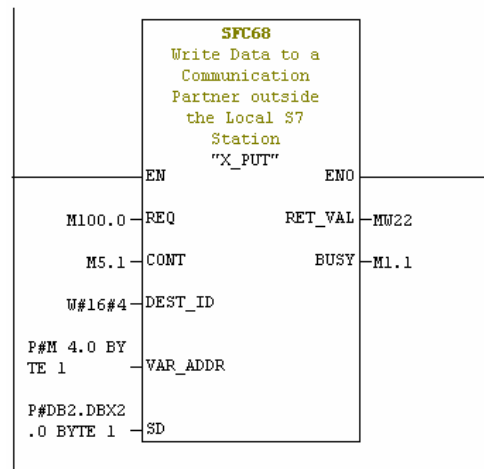 SFC68
Write Data to a
Communication
Partner outside
the Local S7
Station
"X_PUT"
EN ENO
M100.0 REQ RET_VAL MW22
M5.1 CONT BUSY M1.1
W#16#4 DEST_ID
P#M 4.0 BY
TE 1 VAR_ADDR
P#DB2.DBX2
.0 BYTE 1 SD